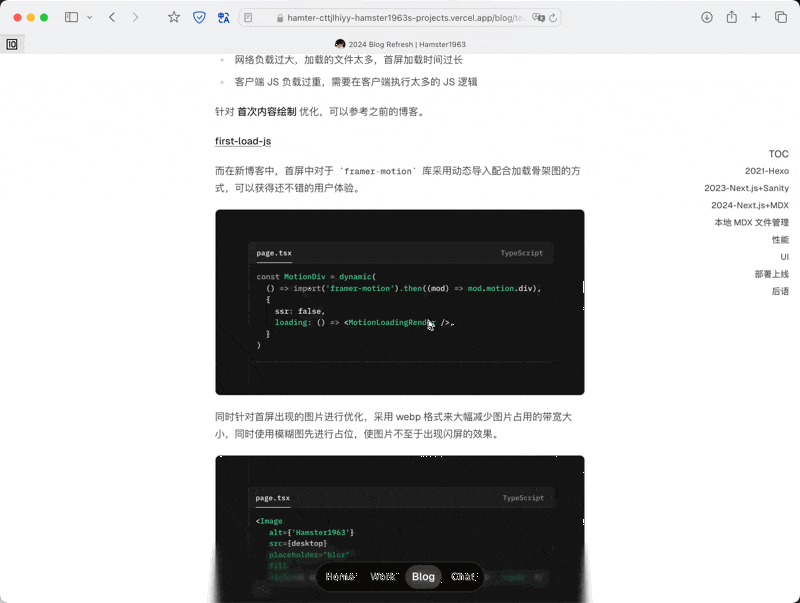 hamter-cttjlhiyy-hamster1963s-projects.vercel.app/blog/
2024 Blog Refresh | Hamster1963
网络负载过大，加载的文件太多，首屏加载时间过长
客户端 JS 负载过重，需要在客户端执行太多的 JS 逻辑
针对 首次内容绘制 优化，可以参考之前的博客。
first-load-js
而在新博客中，首屏中对于 `framer-motion` 库采用动态导入配合加载骨架图的方
式，可以获得还不错的用户体验。
page.tsx TypeScript
const MotionDiv = dynamic(
() => import('framer-motion').then((mod) => mod.motion.div),
{
ssr: false,
loading: () => <MotionLoadingRender />,
}
)
同时针对首屏出现的图片进行优化，采用 webp 格式来大幅减少图片占用的带宽大
小，同时使用模糊图先进行占位，使图片不至于出现闪屏的效果。
page.tsx TypeScript
<Image
alt={'Hamster1963'}
src={desktop}
placeholder="blur"
fill
Home Work Blog Chat
TOC
2021-Hexo
2023-Next.js+Sanity
2024-Next.js+MDX
本地 MDX 文件管理
性能
UI
部署上线
后语